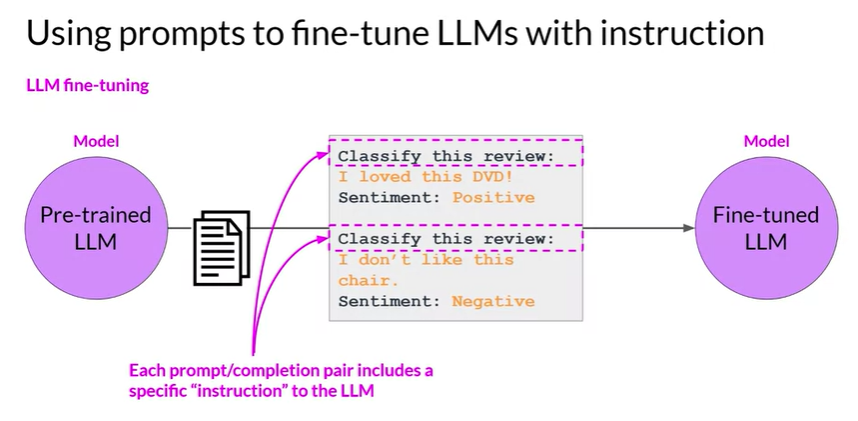 Using prompts to fine-tune LLMs with instruction
LLM fine-tuning
Model
Pre-trained
LLM
Classify this review:
I loved this DVD!
Sentiment: Positive
Classify this review:
I don't like this
chair.
Sentiment: Negative
Model
Fine-tuned
LLM
Each prompt/completion pair includes a
specific “instruction” to the LLM